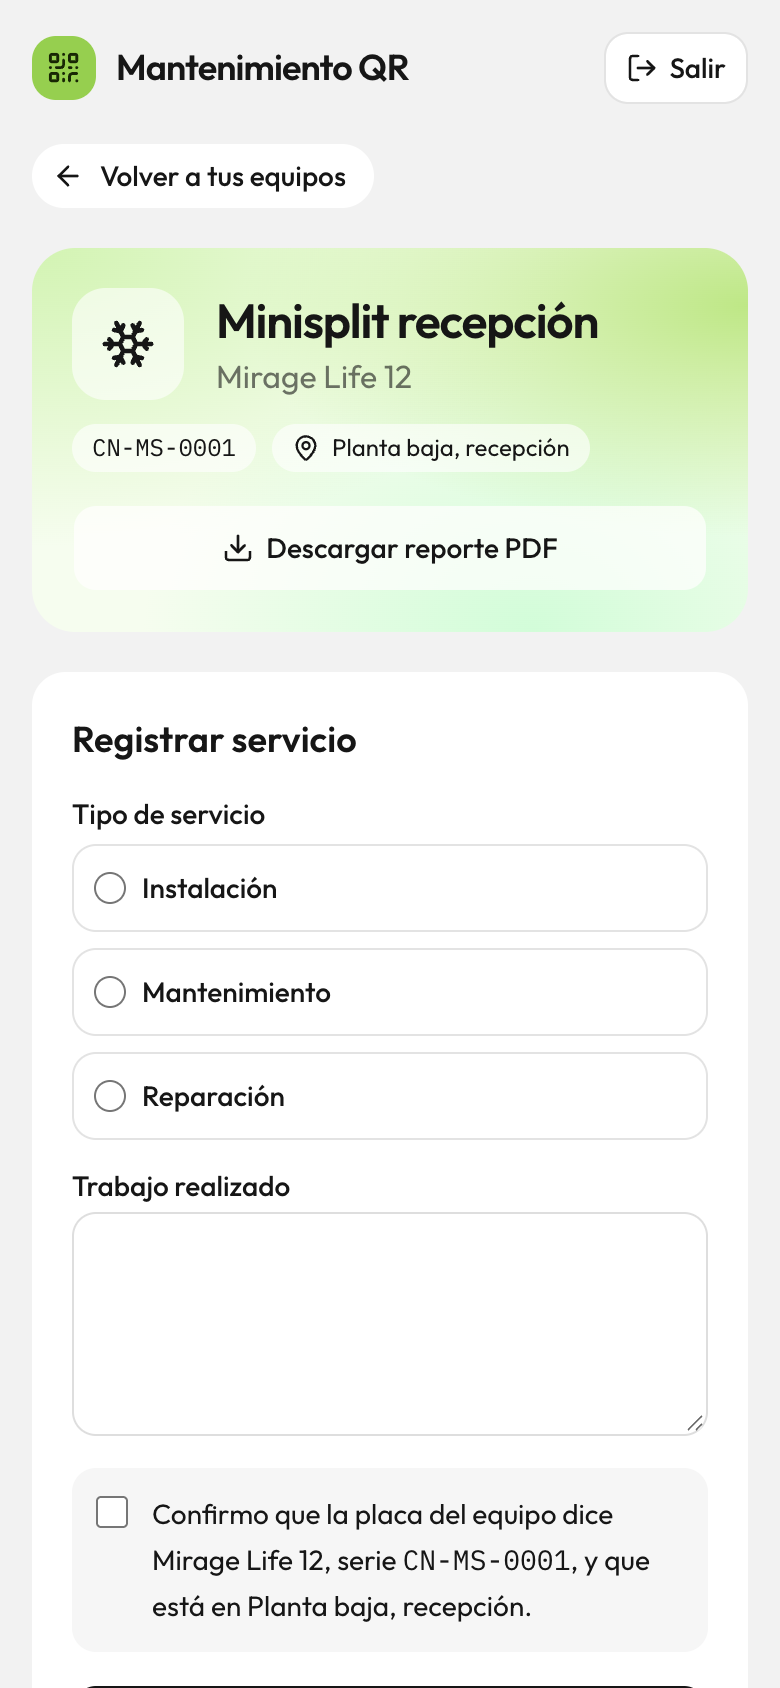 Mantenimiento QR
Salir
Volver a tus equipos
Minisplit recepción
Mirage Life 12
CN-MS-0001
Planta baja, recepción
Descargar reporte PDF
Registrar servicio
Tipo de servicio
Instalación
Mantenimiento
Reparación
Trabajo realizado
Confirmo que la placa del equipo dice
Mirage Life 12, serie CN-MS-0001, y que
está en Planta baja, recepción.